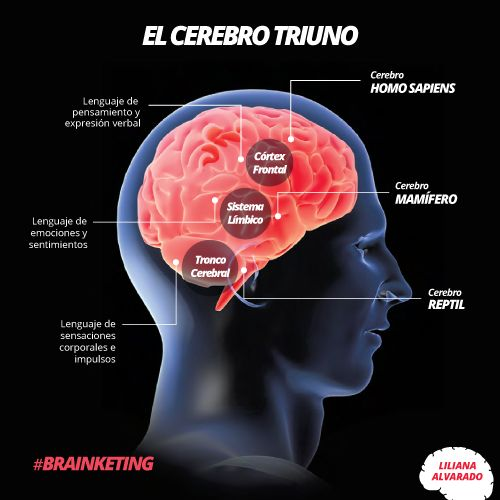 EL CEREBRO TRIUNO
Cerebro
HOMO SAPIENS
Lenguaje de
pensamiento y
expresión verbal
Córtex
Frontal
Cerebro
MAMÍFERO
Sistema
Límbico
Lenguaje de
emociones y
sentimientos
Tronco
Cerebral
Cerebro
REPTIL
Lenguaje de
sensaciones
corporales e
impulsos
#BRAINKETING
LILIANA
ALVARADO